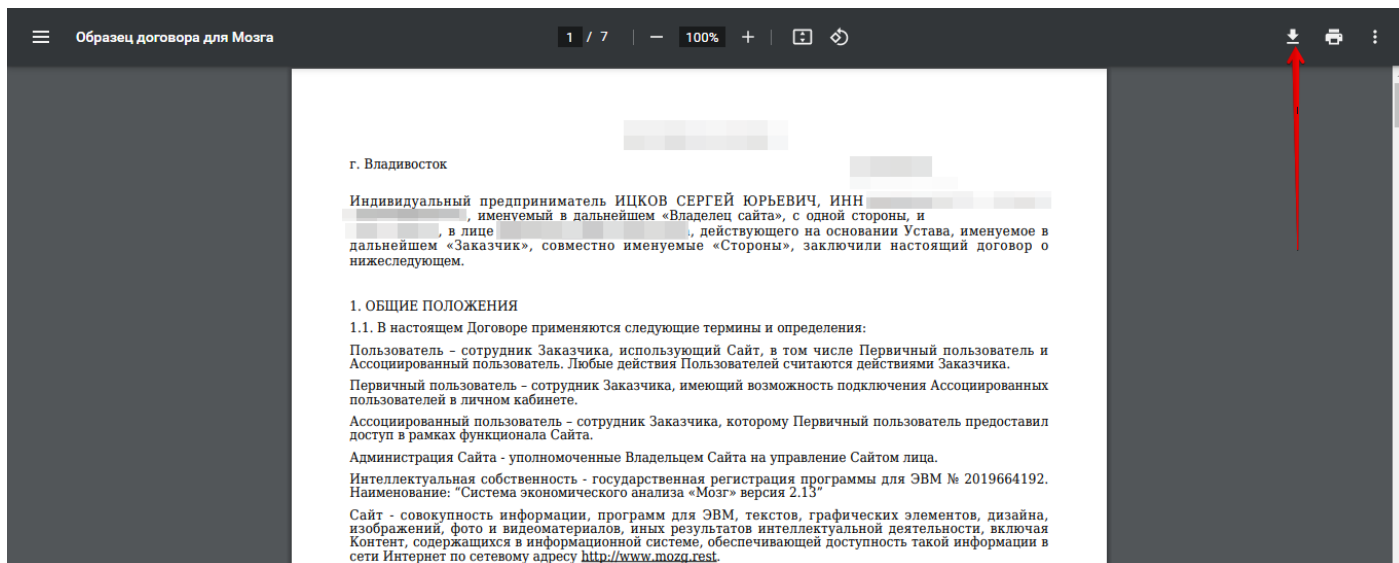 Образец договора для Мозга
1 / 7
100%
г. Владивосток
Индивидуальный предприниматель ИЦКОВ СЕРГЕЙ ЮРЬЕВИЧ, ИНН
, именуемый в дальнейшем «Владелец сайта», с одной стороны, и
, в лице , действующего на основании Устава, именуемое в
дальнейшем «Заказчик», совместно именуемые «Стороны», заключили настоящий договор о
нижеследующем.
1. ОБЩИЕ ПОЛОЖЕНИЯ
1.1. В настоящем Договоре применяются следующие термины и определения:
Пользователь – сотрудник Заказчика, использующий Сайт, в том числе Первичный пользователь и
Ассоциированный пользователь. Любые действия Пользователей считаются действиями Заказчика.
Первичный пользователь – сотрудник Заказчика, имеющий возможность подключения Ассоциированных
пользователей в личном кабинете.
Ассоциированный пользователь – сотрудник Заказчика, которому Первичный пользователь предоставил
доступ в рамках функционала Сайта.
Администрация Сайта - уполномоченные Владельцем Сайта на управление Сайтом лица.
Интеллектуальная собственность - государственная регистрация программы для ЭВМ № 2019664192.
Наименование: “Система экономического анализа «Мозг» версия 2.13”
Сайт - совокупность информации, программ для ЭВМ, текстов, графических элементов, дизайна,
изображений, фото и видеоматериалов, иных результатов интеллектуальной деятельности, включая
Контент, содержащихся в информационной системе, обеспечивающей доступность такой информации в
сети Интернет по сетевому адресу http://www.mozg.rest.